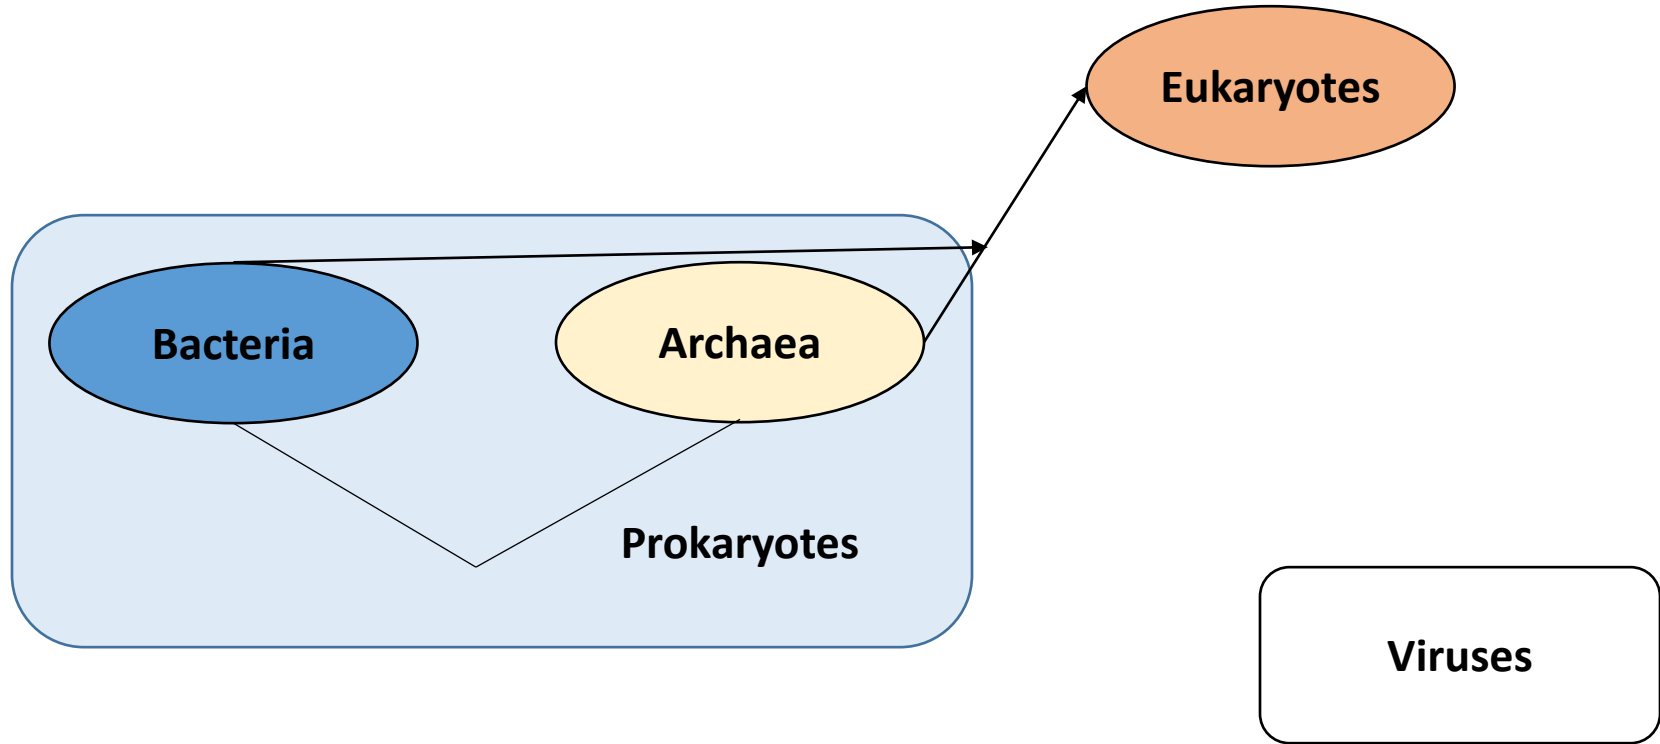 Eukaryotes
Bacteria
Archaea
Prokaryotes
Viruses